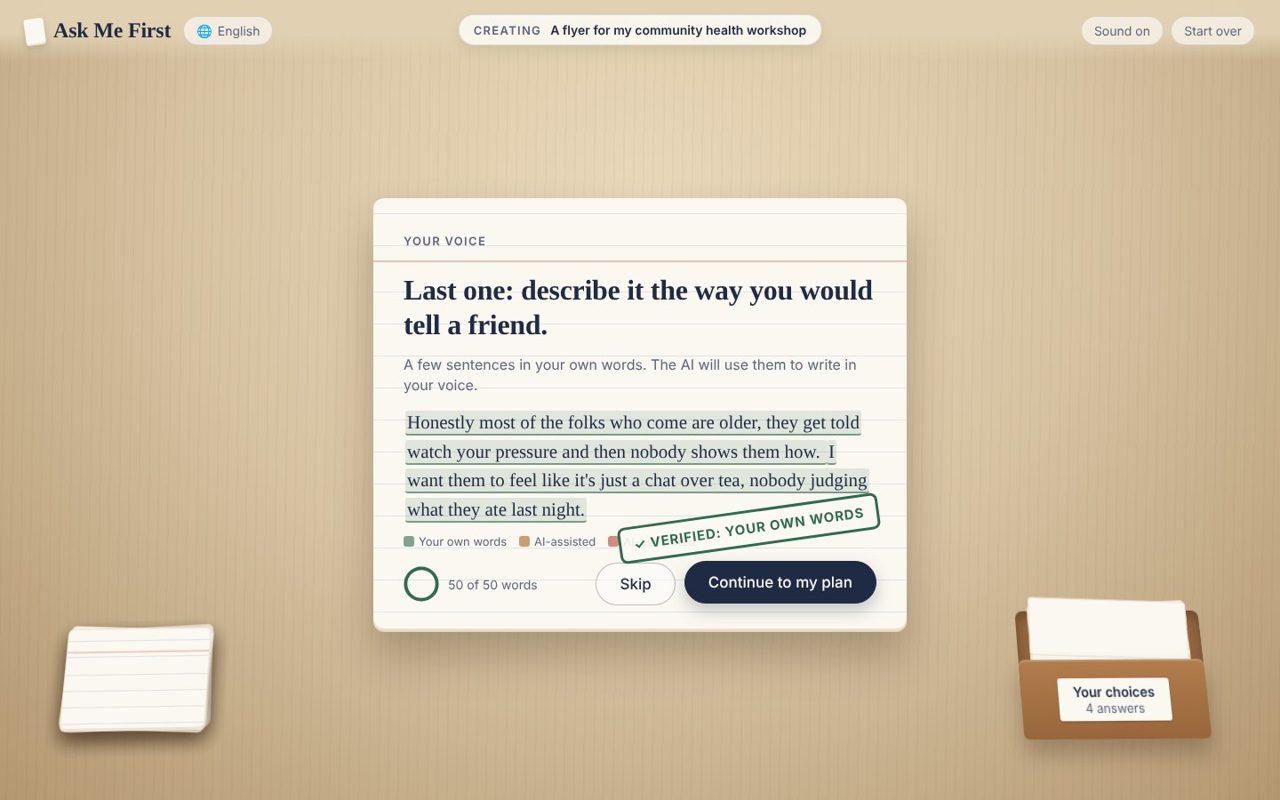 Ask Me First
English
CREATING A flyer for my community health workshop
Sound on
Start over
YOUR VOICE
Last one: describe it the way you would
tell a friend.
A few sentences in your own words. The AI will use them to write in
your voice.
Honestly most of the folks who come are older, they get told
watch your pressure and then nobody shows them how. I
want them to feel like it's just a chat over tea, nobody judging
what they ate last night.
✓ VERIFIED: YOUR OWN WORDS
Your own words
AI-assisted
50 of 50 words
Skip
Continue to my plan
Your choices
4 answers